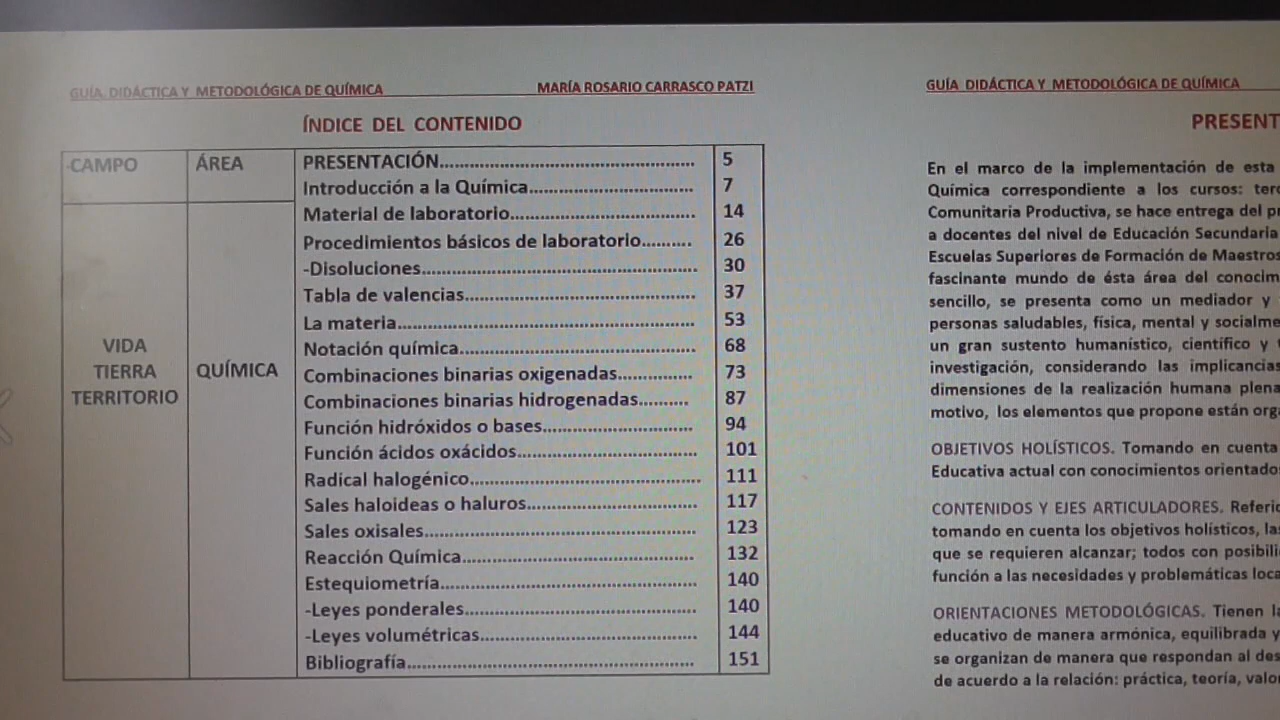 GUÍA DIDÁCTICA Y METODOLÓGICA DE QUÍMICA MARÍA ROSARIO CARRASCO PATZI
ÍNDICE DEL CONTENIDO
CAMPO ÁREA
VIDA
TIERRA
TERRITORIO
QUÍMICA
PRESENTACIÓN.................................................... 5
Introducción a la Química................................. 7
Material de laboratorio..................................... 14
Procedimientos básicos de laboratorio.......... 26
-Disoluciones....................................................... 30
Tabla de valencias.............................................. 37
La materia........................................................... 53
Notación química............................................... 68
Combinaciones binarias oxigenadas............... 73
Combinaciones binarias hidrogenadas.......... 87
Función hidróxidos o bases.............................. 94
Función ácidos oxácidos.................................... 101
Radical halogénico.............................................. 111
Sales haloideas o haluros.................................. 117
Sales oxisales...................................................... 123
Reacción Química.............................................. 132
Estequiometría................................................... 140
-Leyes ponderales.............................................. 140
-Leyes volumétricas........................................... 144
Bibliografía......................................................... 151
GUÍA DIDÁCTICA Y METODOLÓGICA DE QUÍMICA
PRESENT
En el marco de la implementación de esta
Química correspondiente a los cursos: terc
Comunitaria Productiva, se hace entrega del p
a docentes del nivel de Educación Secundaria
Escuelas Superiores de Formación de Maestros
fascinante mundo de ésta área del conocim
sencillo, se presenta como un mediador y
personas saludables, física, mental y socialme
un gran sustento humanístico, científico y
investigación, considerando las implicancias
dimensiones de la realización humana plena
motivo, los elementos que propone están orga
OBJETIVOS HOLÍSTICOS. Tomando en cuenta
Educativa actual con conocimientos orientado
CONTENIDOS Y EJES ARTICULADORES. Referid
tomando en cuenta los objetivos holísticos, las
que se requieren alcanzar; todos con posibili
función a las necesidades y problemáticas loca
ORIENTACIONES METODOLÓGICAS. Tienen la
educativo de manera armónica, equilibrada y
se organizan de manera que respondan al des
de acuerdo a la relación: práctica, teoría, valor